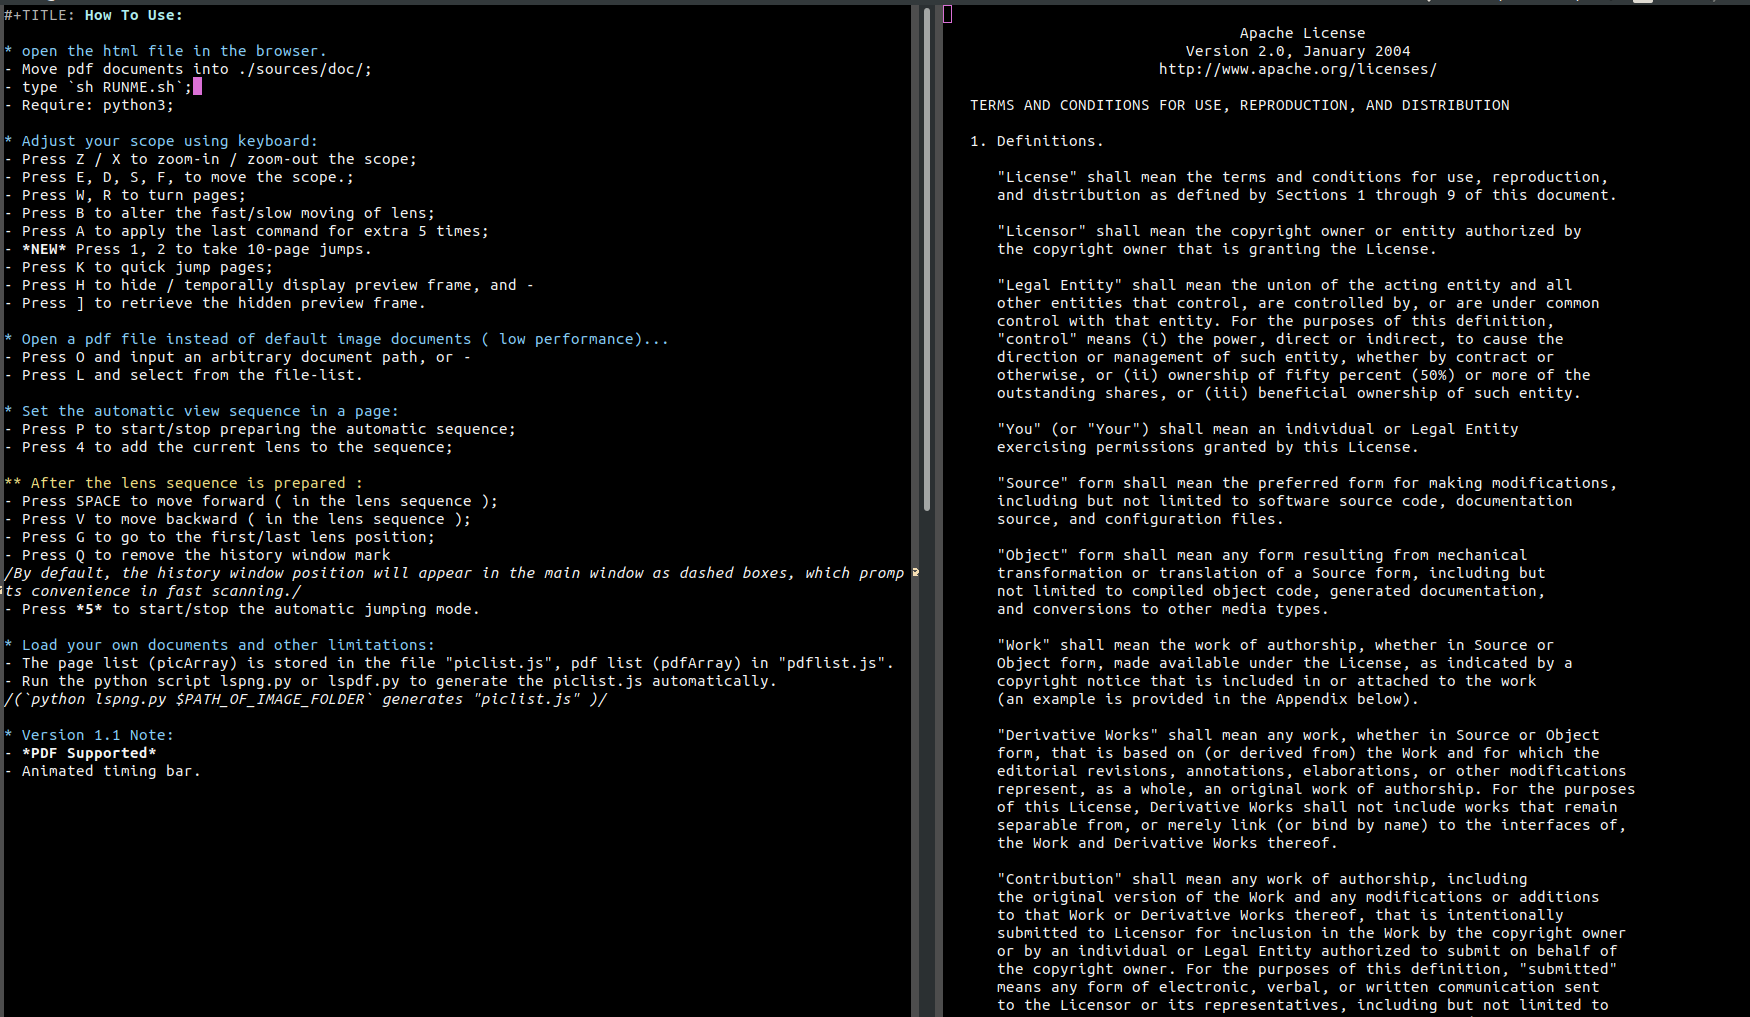 #+TITLE: How To Use:
* open the html file in the browser.
- Move pdf documents into ./sources/doc/;
- type `sh RUNME.sh`;
- Require: python3;
* Adjust your scope using keyboard:
- Press Z / X to zoom-in / zoom-out the scope;
- Press E, D, S, F, to move the scope.;
- Press W, R to turn pages;
- Press B to alter the fast/slow moving of lens;
- Press A to apply the last command for extra 5 times;
- *NEW* Press 1, 2 to take 10-page jumps.
- Press K to quick jump pages;
- Press H to hide / temporally display preview frame, and -
- Press ] to retrieve the hidden preview frame.
* Open a pdf file instead of default image documents ( low performance)...
- Press O and input an arbitrary document path, or -
- Press L and select from the file-list.
* Set the automatic view sequence in a page:
- Press P to start/stop preparing the automatic sequence;
- Press 4 to add the current lens to the sequence;
** After the lens sequence is prepared :
- Press SPACE to move forward ( in the lens sequence );
- Press V to move backward ( in the lens sequence );
- Press G to go to the first/last lens position;
- Press Q to remove the history window mark
/By default, the history window position will appear in the main window as dashed boxes, which promp
ts convenience in fast scanning./
- Press *5* to start/stop the automatic jumping mode.
* Load your own documents and other limitations:
- The page list (picArray) is stored in the file "piclist.js", pdf list (pdfArray) in "pdflist.js".
- Run the python script lspng.py or lspdf.py to generate the piclist.js automatically.
/(`python lspng.py $PATH_OF_IMAGE_FOLDER` generates "piclist.js" )/
* Version 1.1 Note:
- *PDF Supported*
- Animated timing bar.
Apache License
Version 2.0, January 2004
http://www.apache.org/licenses/
TERMS AND CONDITIONS FOR USE, REPRODUCTION, AND DISTRIBUTION
1. Definitions.
"License" shall mean the terms and conditions for use, reproduction,
and distribution as defined by Sections 1 through 9 of this document.
"Licensor" shall mean the copyright owner or entity authorized by
the copyright owner that is granting the License.
"Legal Entity" shall mean the union of the acting entity and all
other entities that control, are controlled by, or are under common
control with that entity. For the purposes of this definition,
"control" means (i) the power, direct or indirect, to cause the
direction or management of such entity, whether by contract or
otherwise, or (ii) ownership of fifty percent (50%) or more of the
outstanding shares, or (iii) beneficial ownership of such entity.
"You" (or "Your") shall mean an individual or Legal Entity
exercising permissions granted by this License.
"Source" form shall mean the preferred form for making modifications,
including but not limited to software source code, documentation
source, and configuration files.
"Object" form shall mean any form resulting from mechanical
transformation or translation of a Source form, including but
not limited to compiled object code, generated documentation,
and conversions to other media types.
"Work" shall mean the work of authorship, whether in Source or
Object form, made available under the License, as indicated by a
copyright notice that is included in or attached to the work
(an example is provided in the Appendix below).
"Derivative Works" shall mean any work, whether in Source or Object
form, that is based on (or derived from) the Work and for which the
editorial revisions, annotations, elaborations, or other modifications
represent, as a whole, an original work of authorship. For the purposes
of this License, Derivative Works shall not include works that remain
separable from, or merely link (or bind by name) to the interfaces of,
the Work and Derivative Works thereof.
"Contribution" shall mean any work of authorship, including
the original version of the Work and any modifications or additions
to that Work or Derivative Works thereof, that is intentionally
submitted to Licensor for inclusion in the Work by the copyright owner
or by an individual or Legal Entity authorized to submit on behalf of
the copyright owner. For the purposes of this definition, "submitted"
means any form of electronic, verbal, or written communication sent
to the Licensor or its representatives, including but not limited to